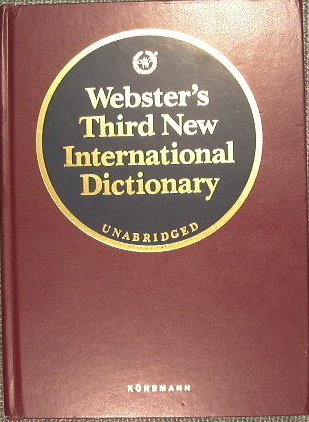 Webster's
Third New
International
Dictionary
UNABRIDGED
KÖNEMANN